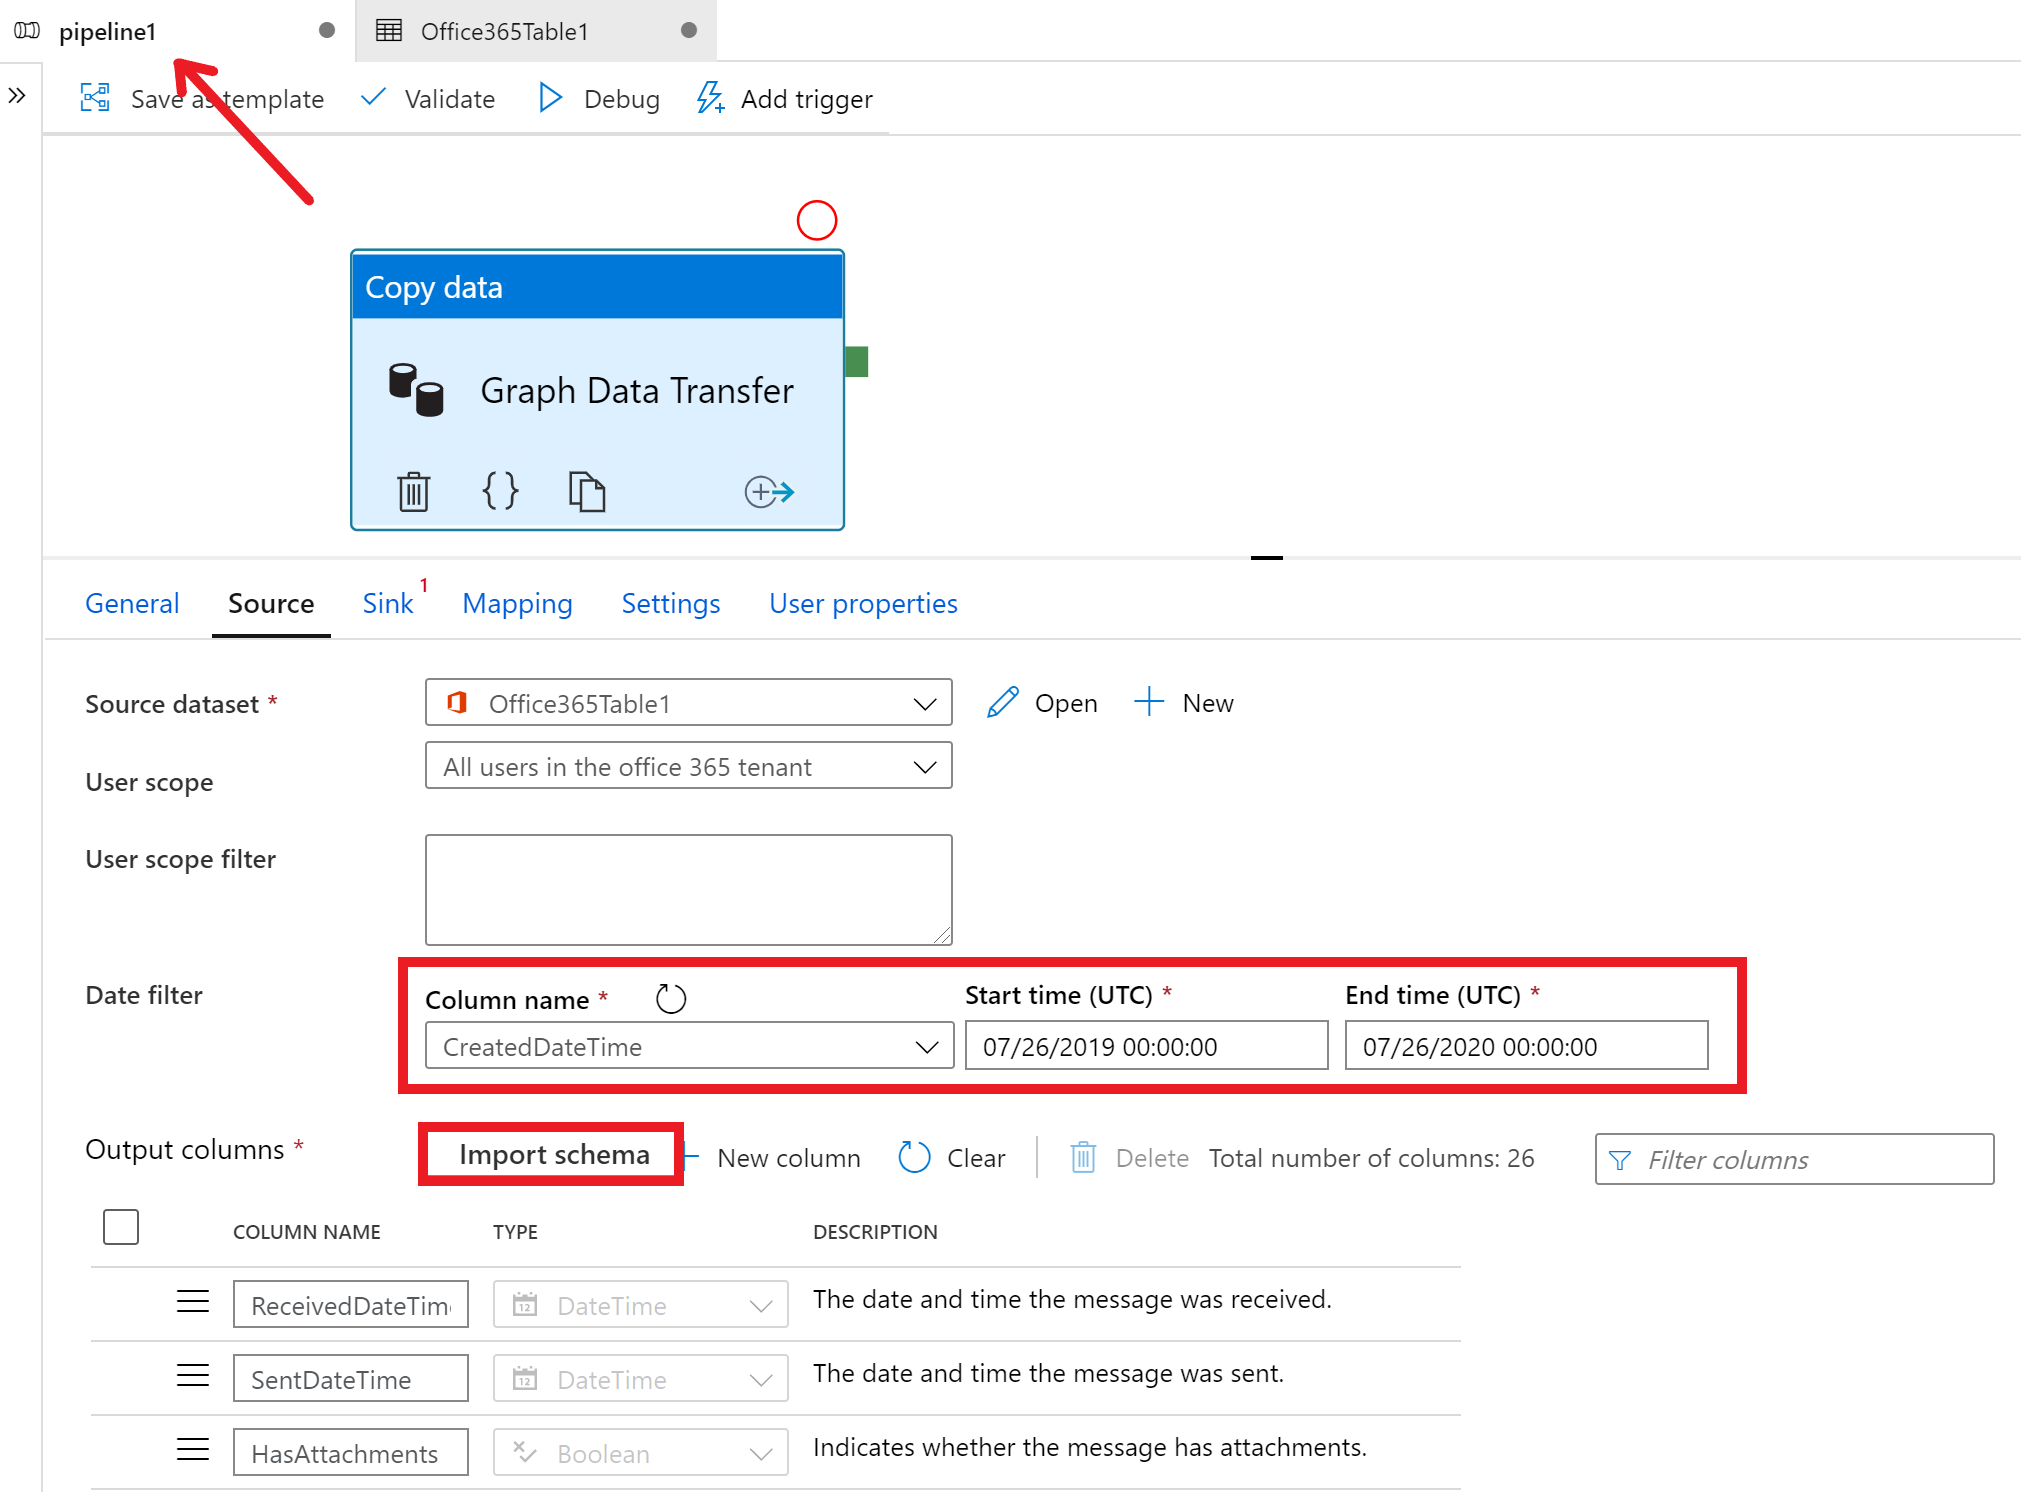 pipeline1 Office365Table1
Save as template Validate Debug Add trigger
Copy data
Graph Data Transfer
General Source Sink 1 Mapping Settings User properties
Source dataset * Office365Table1 Open New
User scope All users in the office 365 tenant
User scope filter
Date filter Column name * Start time (UTC) * End time (UTC) *
CreatedDateTime 07/26/2019 00:00:00 07/26/2020 00:00:00
Output columns * Import schema New column Clear Delete Total number of columns: 26 Filter columns
COLUMN NAME TYPE DESCRIPTION
ReceivedDateTim DateTime The date and time the message was received.
SentDateTime DateTime The date and time the message was sent.
HasAttachments Boolean Indicates whether the message has attachments.